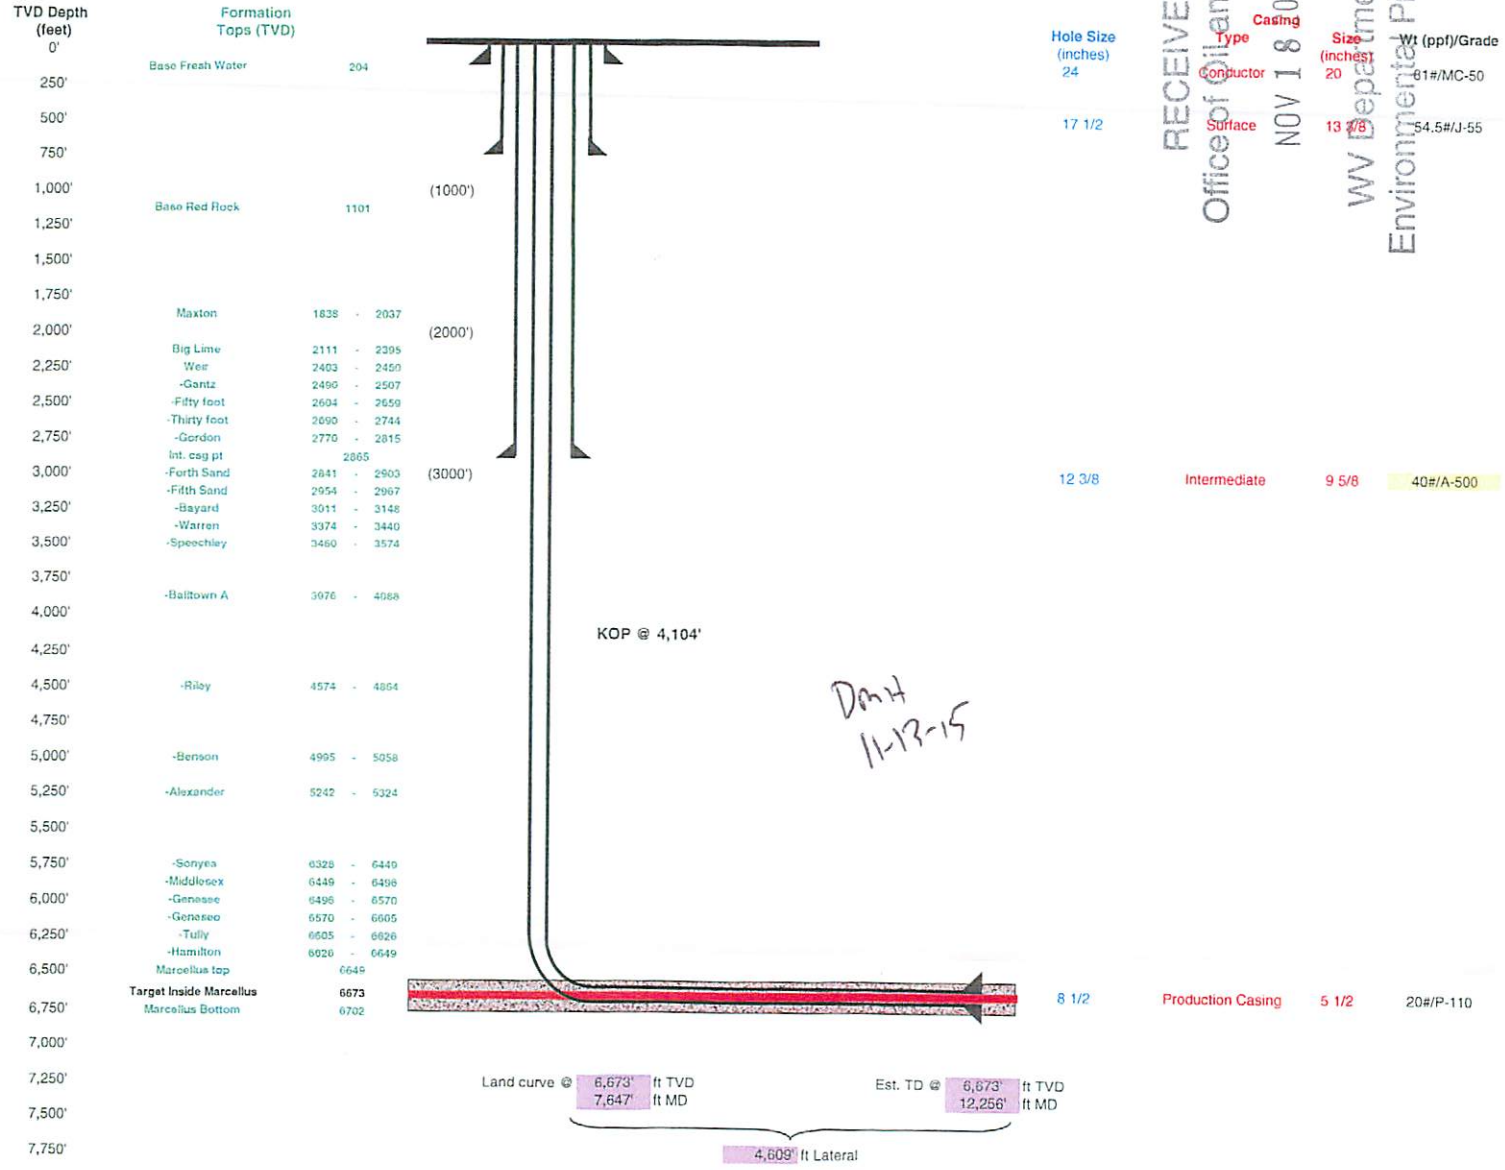 TVD Depth
(feet)
Formation
Tops (TVD)
Hole Size
(inches)
Casing
Type
Size
(inches)
Wt (ppf)/Grade
0'
Base Fresh Water 204
24 Conductor 20 81#/MC-50
250'
500'
17 1/2 Surface 13 3/8 54.5#/J-55
750'
1,000'
(1000')
Base Red Rock 1101
1,250'
1,500'
1,750'
Maxton 1838 - 2037
2,000'
(2000')
Big Lime 2111 - 2395
2,250'
Weir 2403 - 2450
-Gantz 2496 - 2507
2,500'
-Fifty foot 2604 - 2659
-Thirty foot 2690 - 2744
2,750'
-Gordon 2770 - 2815
Int. csg pt 2865
3,000'
-Forth Sand 2841 - 2903
(3000')
12 3/8 Intermediate 9 5/8 40#/A-500
-Fifth Sand 2954 - 2967
3,250'
-Bayard 3011 - 3148
-Warren 3374 - 3440
3,500'
-Speechley 3460 - 3574
3,750'
-Balltown A 3976 - 4088
4,000'
KOP @ 4,104'
4,250'
4,500'
-Riley 4574 - 4864
DmH
11-13-15
4,750'
5,000'
-Benson 4995 - 5058
5,250'
-Alexander 5242 - 5324
5,500'
5,750'
-Sonyea 6328 - 6449
-Middlesex 6449 - 6496
6,000'
-Genesee 6496 - 6570
-Geneseo 6570 - 6605
6,250'
-Tully 6605 - 6626
-Hamilton 6626 - 6649
6,500'
Marcellus top 6649
Target Inside Marcellus 6673
8 1/2 Production Casing 5 1/2 20#/P-110
6,750'
Marcellus Bottom 6702
7,000'
7,250'
Land curve @ 6,673' ft TVD
7,647' ft MD
Est. TD @ 6,673' ft TVD
12,256' ft MD
7,500'
7,750'
4,609' ft Lateral
Office of Oil an
NOV 18
WV